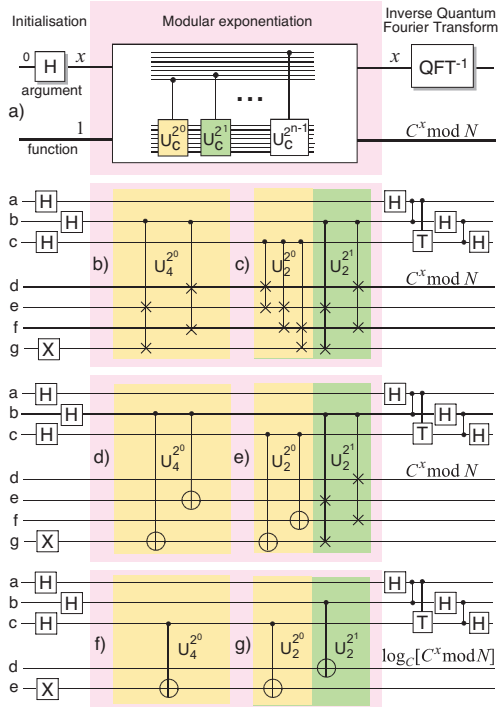 Initialisation Modular exponentiation Inverse Quantum Fourier Transform
0 H x x QFT⁻¹
argument
a) ...
U_C^{2^0} U_C^{2^1} U_C^{2^{n-1}}
1 C^x mod N
function
a H H
b H H
c H T H
b) U_4^{2^0} c) U_2^{2^0} U_2^{2^1}
d C^x mod N
e
f
g X
a H H
b H H
c H T H
d) U_4^{2^0} e) U_2^{2^0} U_2^{2^1}
d C^x mod N
e
f
g X
a H H
b H H
c H T H
f) U_4^{2^0} g) U_2^{2^0} U_2^{2^1}
d log_C[C^x mod N]
e X